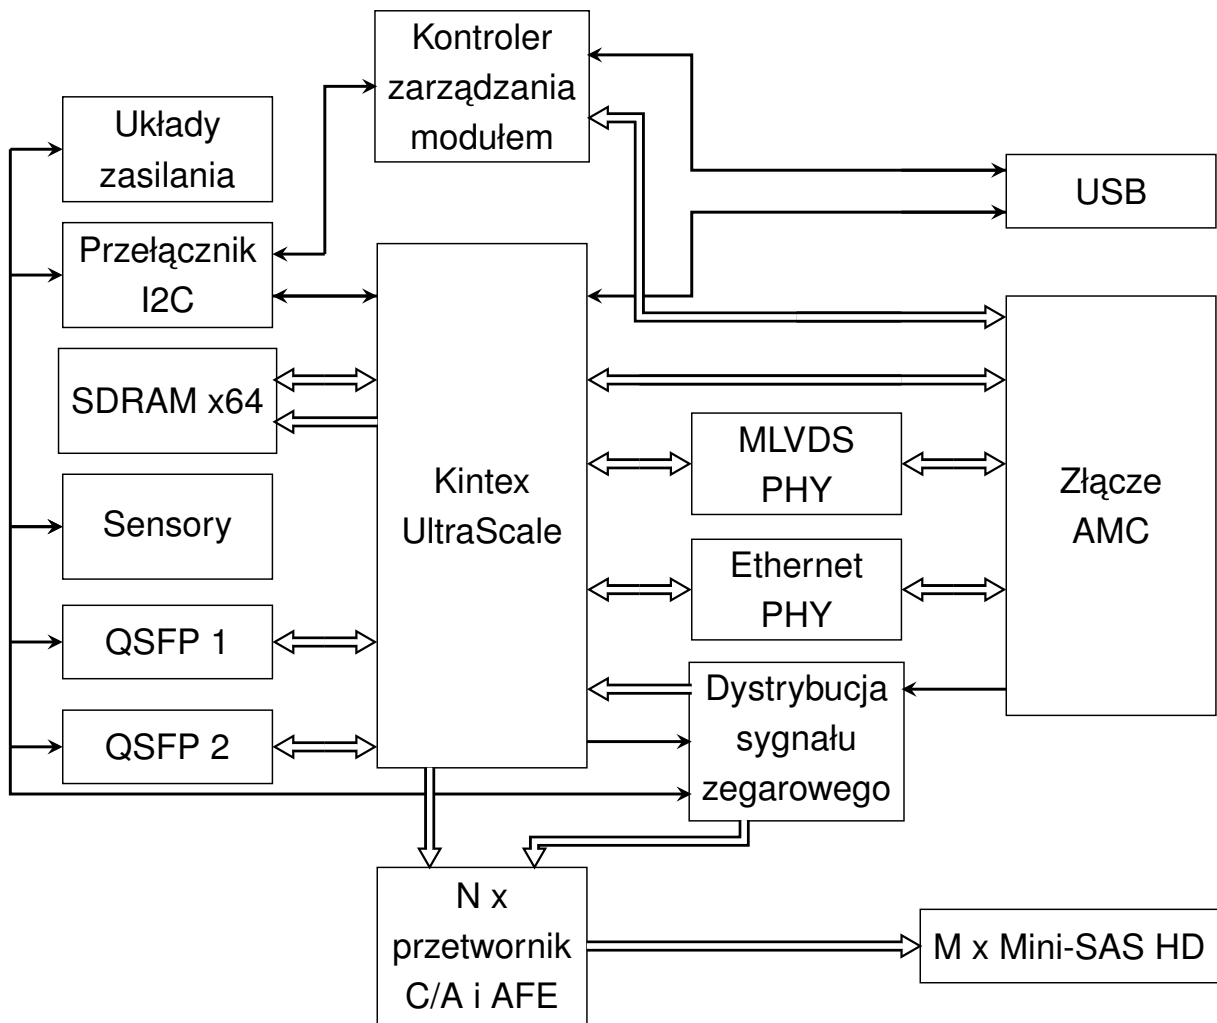 Kontroler
zarządzania
modułem
Układy
zasilania
USB
Przełącznik
I2C
SDRAM x64
Kintex
UltraScale
MLVDS
PHY
Złącze
AMC
Sensory
Ethernet
PHY
QSFP 1
Dystrybucja
sygnału
zegarowego
QSFP 2
N x
przetwornik
C/A i AFE
M x Mini-SAS HD